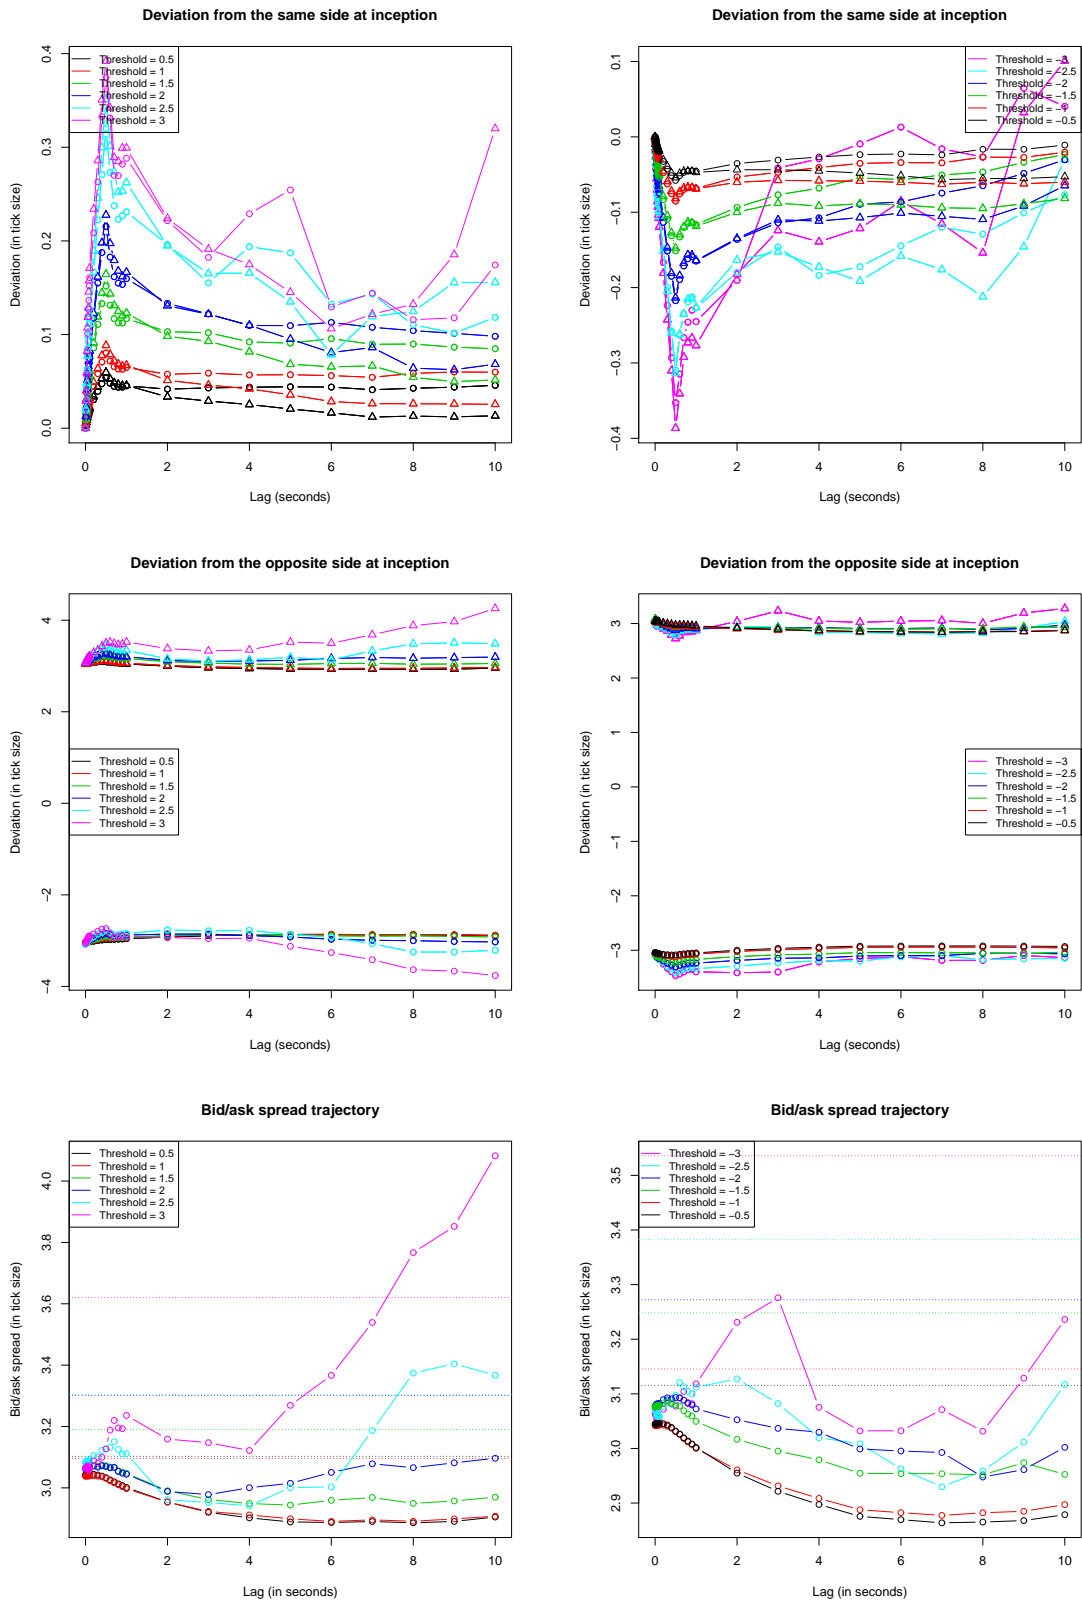 Deviation from the same side at inception
Deviation (in tick size)
0.4
0.3
0.2
0.1
0.0
Threshold = 0.5
Threshold = 1
Threshold = 1.5
Threshold = 2
Threshold = 2.5
Threshold = 3
0 2 4 6 8 10
Lag (seconds)
Deviation from the same side at inception
Deviation (in tick size)
0.1
0.0
−0.1
−0.2
−0.3
−0.4
Threshold = −3
Threshold = −2.5
Threshold = −2
Threshold = −1.5
Threshold = −1
Threshold = −0.5
0 2 4 6 8 10
Lag (seconds)
Deviation from the opposite side at inception
Deviation (in tick size)
4
2
0
−2
−4
Threshold = 0.5
Threshold = 1
Threshold = 1.5
Threshold = 2
Threshold = 2.5
Threshold = 3
0 2 4 6 8 10
Lag (seconds)
Deviation from the opposite side at inception
Deviation (in tick size)
3
2
1
0
−1
−2
−3
Threshold = −3
Threshold = −2.5
Threshold = −2
Threshold = −1.5
Threshold = −1
Threshold = −0.5
0 2 4 6 8 10
Lag (seconds)
Bid/ask spread trajectory
Bid/ask spread (in tick size)
4.0
3.8
3.6
3.4
3.2
3.0
Threshold = 0.5
Threshold = 1
Threshold = 1.5
Threshold = 2
Threshold = 2.5
Threshold = 3
0 2 4 6 8 10
Lag (in seconds)
Bid/ask spread trajectory
Bid/ask spread (in tick size)
3.5
3.4
3.3
3.2
3.1
3.0
2.9
Threshold = −3
Threshold = −2.5
Threshold = −2
Threshold = −1.5
Threshold = −1
Threshold = −0.5
0 2 4 6 8 10
Lag (in seconds)